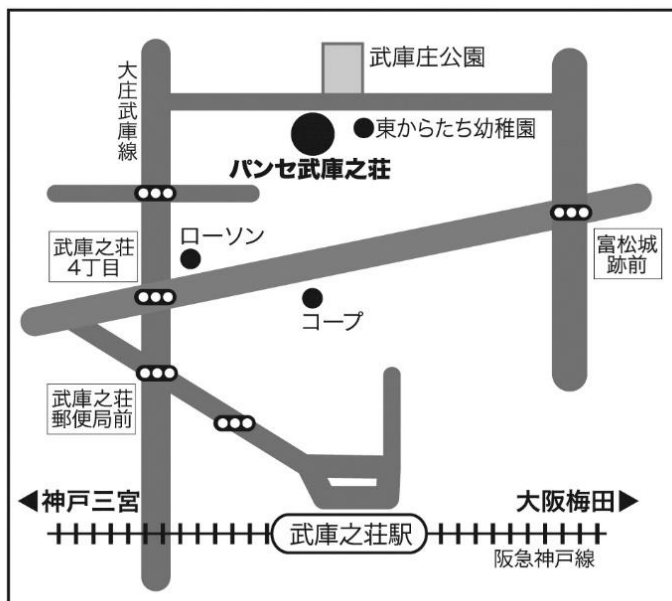 武庫庄公園
大庄武庫線
東からたち幼稚園
パンセ武庫之荘
ローソン
武庫之荘
4丁目
富松城
跡前
コープ
武庫之荘
郵便局前
◀神戸三宮
大阪梅田▶
武庫之荘駅
阪急神戸線